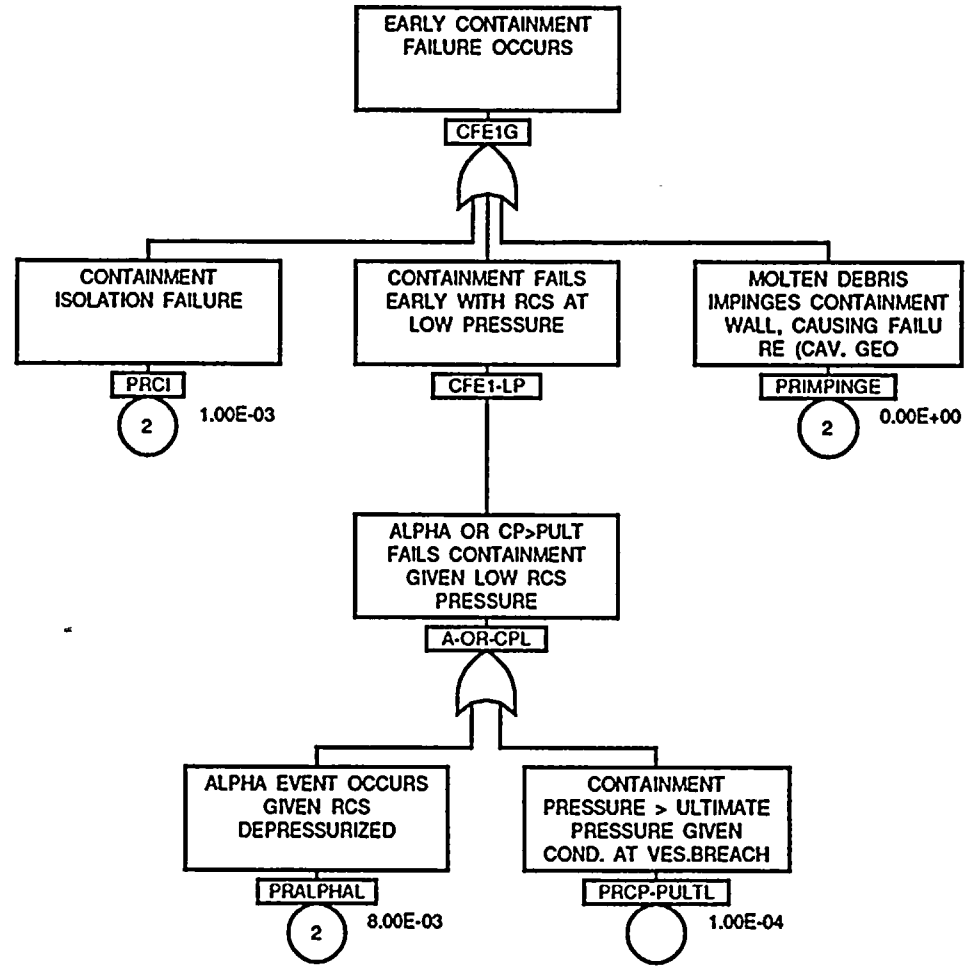 EARLY CONTAINMENT
FAILURE OCCURS
CFE1G
CONTAINMENT
ISOLATION FAILURE
PRCI
2
1.00E-03
CONTAINMENT FAILS
EARLY WITH RCS AT
LOW PRESSURE
CFE1-LP
MOLTEN DEBRIS
IMPINGES CONTAINMENT
WALL, CAUSING FAILU
RE (CAV. GEO
PRIMPINGE
2
0.00E+00
ALPHA OR CP>PULT
FAILS CONTAINMENT
GIVEN LOW RCS
PRESSURE
A-OR-CPL
ALPHA EVENT OCCURS
GIVEN RCS
DEPRESSURIZED
PRALPHAL
2
8.00E-03
CONTAINMENT
PRESSURE > ULTIMATE
PRESSURE GIVEN
COND. AT VES.BREACH
PRCP-PULTL
1.00E-04